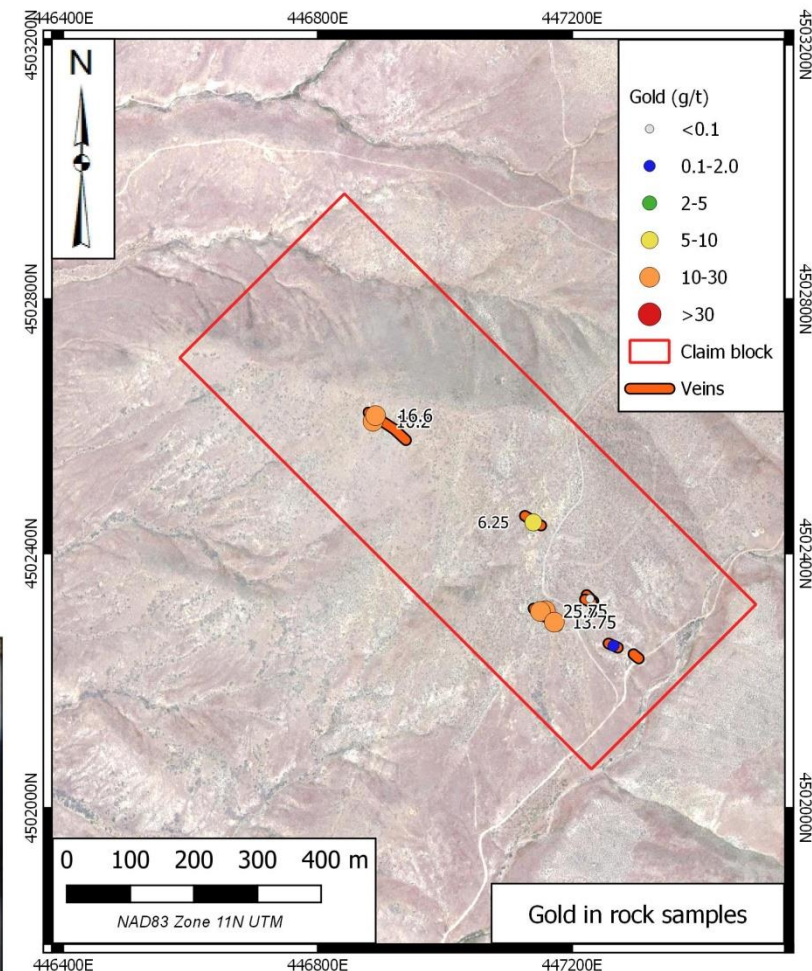 446400E
446800E
447200E
4503200N
4503200N
N
Gold (g/t)
<0.1
0.1-2.0
2-5
5-10
10-30
>30
Claim block
Veins
4502800N
4502800N
16.6
6.25
4502400N
4502400N
13.75
4502000N
4502000N
0 100 200 300 400 m
NAD83 Zone 11N UTM
Gold in rock samples
446400E
446800E
447200E